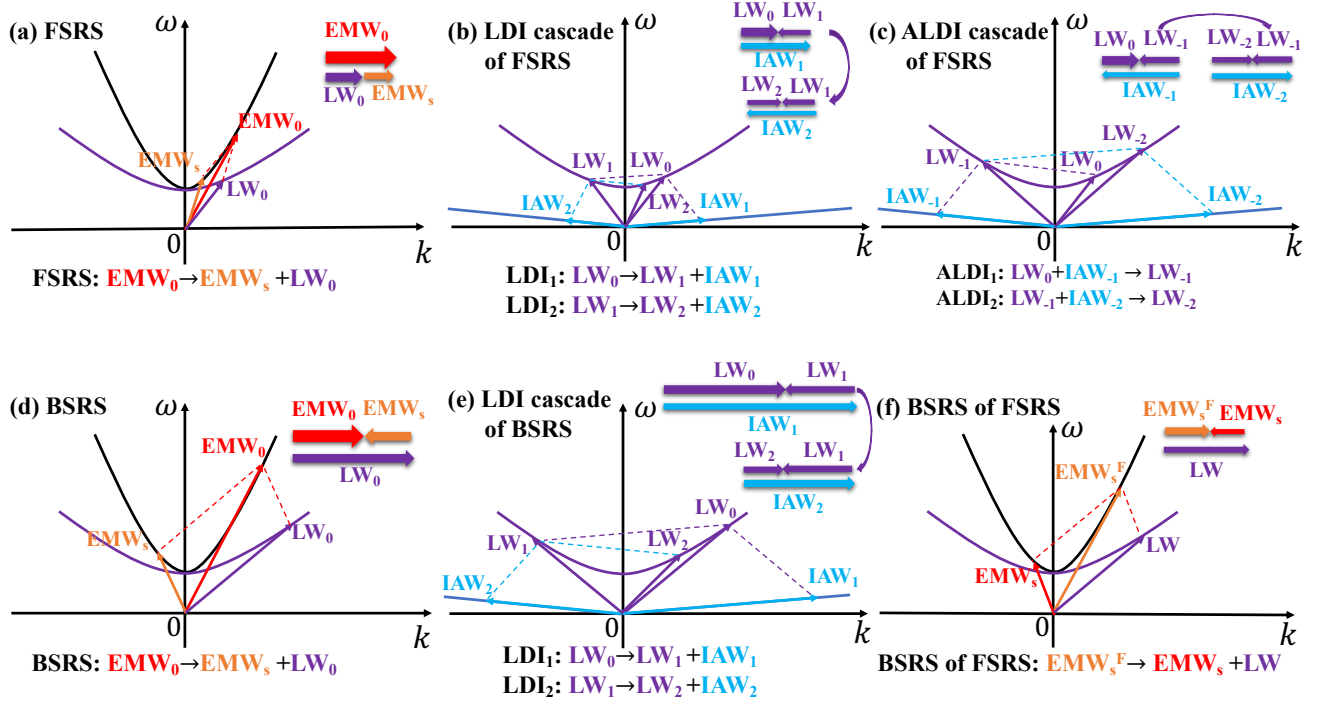 (a) FSRS
ω
EMW₀
LW₀
EMWₛ
EMW₀
EMWₛ
LW₀
0
k
FSRS: EMW₀→EMWₛ+LW₀
(b) LDI cascade
of FSRS
ω
LW₀ LW₁
IAW₁
LW₂ LW₁
IAW₂
LW₁
LW₀
IAW₂
LW₂
IAW₁
0
k
LDI₁: LW₀→LW₁+IAW₁
LDI₂: LW₁→LW₂+IAW₂
(c) ALDI cascade
of FSRS
ω
LW₀ LW₋₁
IAW₋₁
LW₋₂ LW₋₁
IAW₋₂
LW₋₁
LW₀
LW₋₂
IAW₋₁
IAW₋₂
0
k
ALDI₁: LW₀+IAW₋₁ → LW₋₁
ALDI₂: LW₋₁+IAW₋₂ → LW₋₂
(d) BSRS
ω
EMW₀ EMWₛ
LW₀
EMW₀
EMWₛ
LW₀
0
k
BSRS: EMW₀→EMWₛ+LW₀
(e) LDI cascade
of BSRS
ω
LW₀ LW₁
IAW₁
LW₂ LW₁
IAW₂
LW₁
LW₂
LW₀
IAW₂
IAW₁
0
k
LDI₁: LW₀→LW₁+IAW₁
LDI₂: LW₁→LW₂+IAW₂
(f) BSRS of FSRS
ω
EMWₛᶠ EMWₛ
LW
EMWₛᶠ
EMWₛ
LW
0
k
BSRS of FSRS: EMWₛᶠ→ EMWₛ+LW